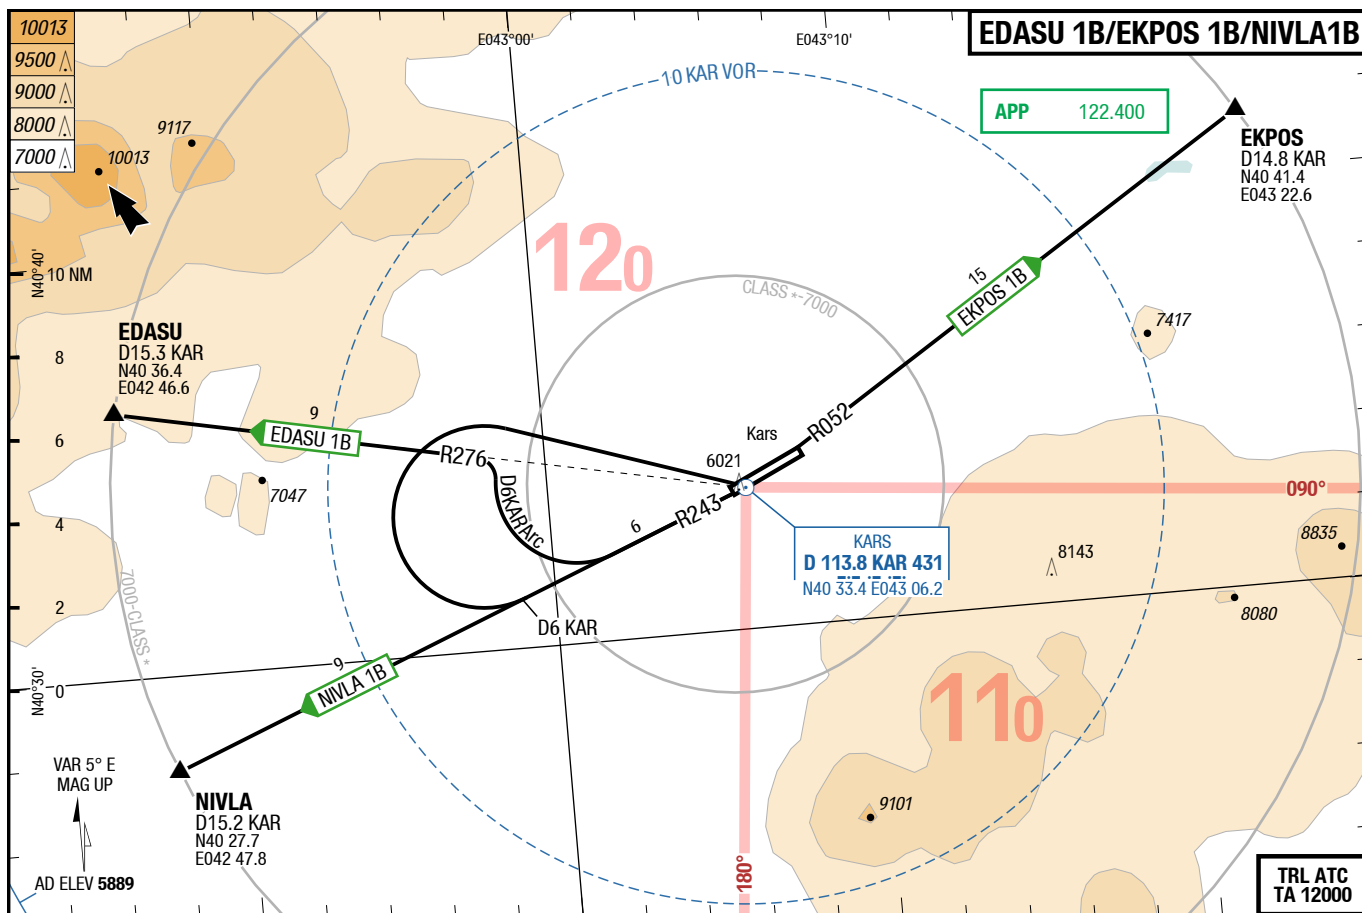 10013
9500
9000
8000
7000
E043°00'
E043°10'
EDASU 1B/EKPOS 1B/NIVLA1B
10 KAR VOR
APP 122.400
EKPOS
D14.8 KAR
N40 41.4
E043 22.6
9117
10013
120
N40°40'
10 NM
8
6
4
2
0
CLASS *-7000
15
EKPOS 1B
7417
EDASU
D15.3 KAR
N40 36.4
E042 46.6
9
EDASU 1B
R276
R052
Kars
6021
7047
D6KARArc
6
R243
090°
KARS
D 113.8 KAR 431
N40 33.4 E043 06.2
8835
8143
8080
7000-CLASS *
D6 KAR
N40°30'
9
NIVLA 1B
110
VAR 5° E
MAG UP
NIVLA
D15.2 KAR
N40 27.7
E042 47.8
9101
180°
AD ELEV 5889
TRL ATC
TA 12000